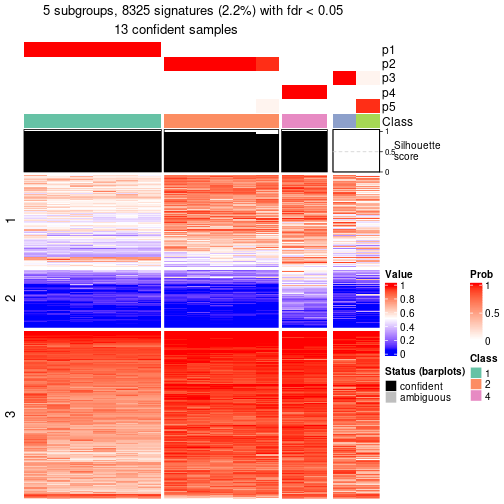 5 subgroups, 8325 signatures (2.2%) with fdr < 0.05
13 confident samples
p1
p2
p3
p4
p5
Class
1
0.5
0
Silhouette
score
1
2
3
Value
1
0.8
0.6
0.4
0.2
0
Prob
1
0.5
0
Status (barplots)
confident
ambiguous
Class
1
2
4